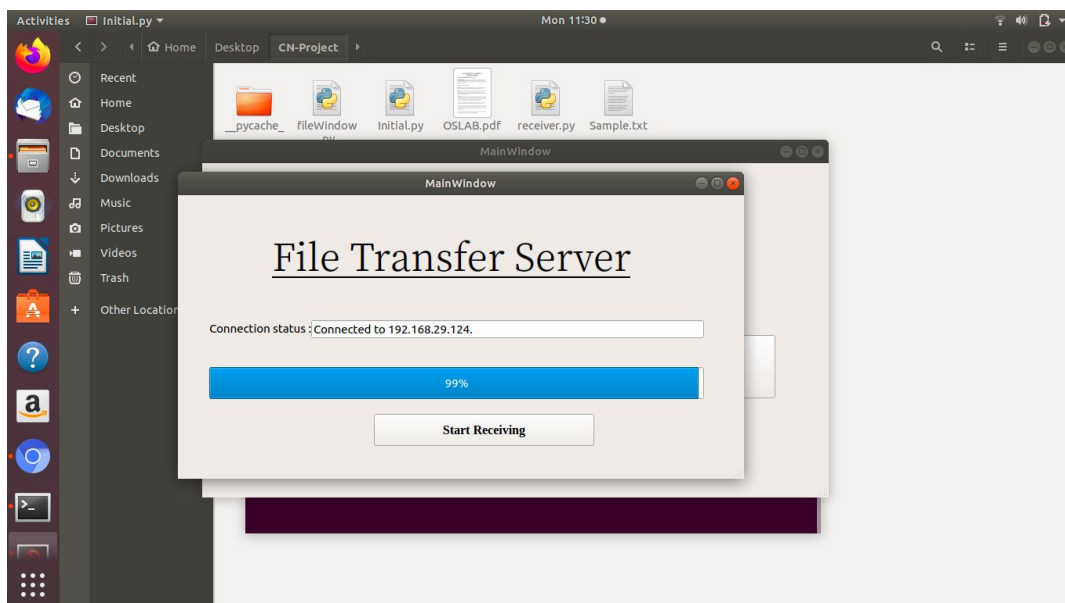 Activities Initial.py Mon 11:30
Home Desktop CN-Project
Recent
Home
Desktop
Documents
Downloads
Music
Pictures
Videos
Trash
+ Other Location
__pycache_ fileWindow Initial.py OSLAB.pdf receiver.py Sample.txt
MainWindow
MainWindow
File Transfer Server
Connection status : Connected to 192.168.29.124.
99%
Start Receiving